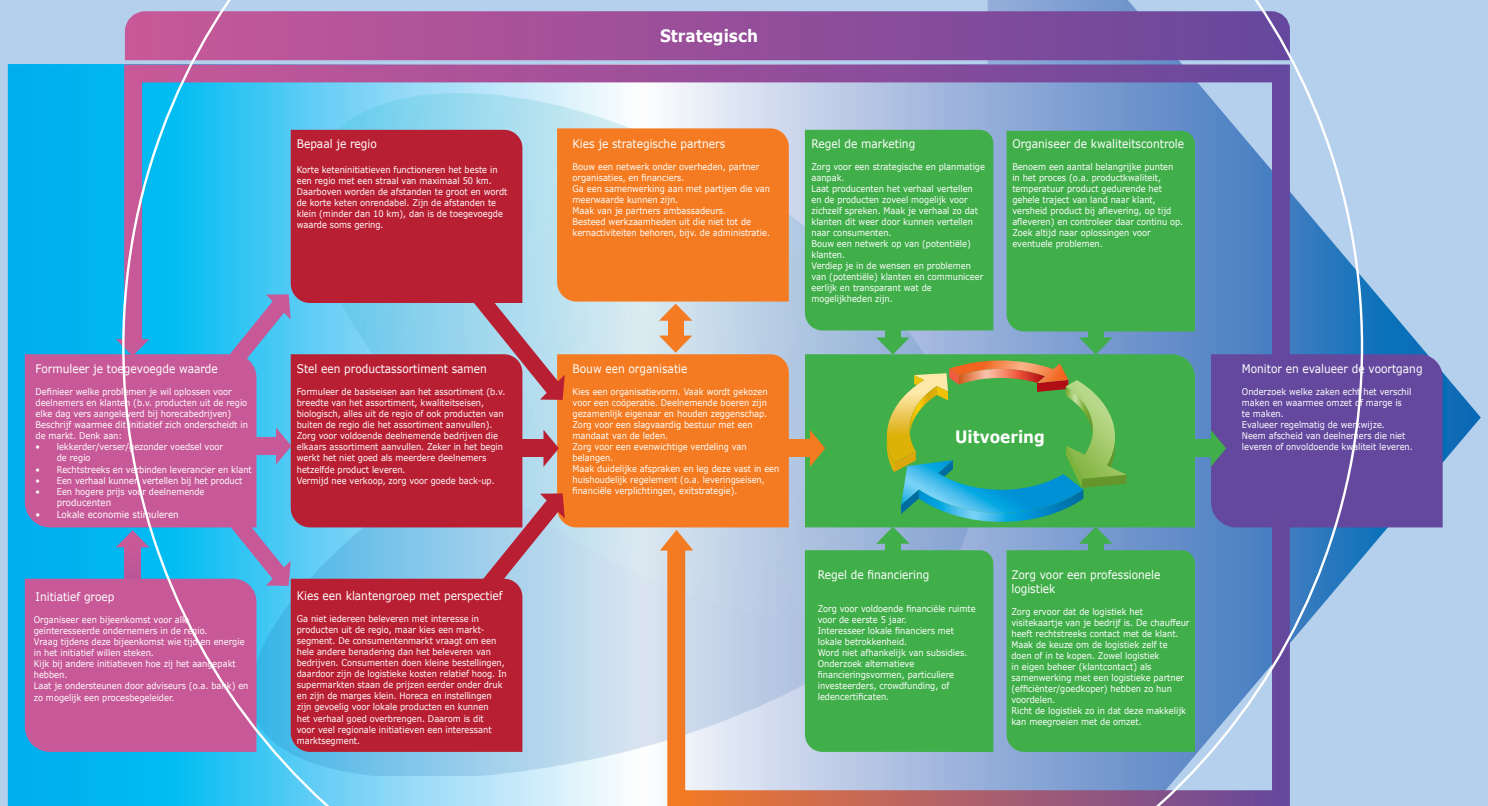 Strategisch
Bepaal je regio
Korte keteninitiatieven functioneren het beste in
een regio met een straal van maximaal 50 km.
Daarboven worden de afstanden te groot en wordt
de korte keten onrendabel. Zijn de afstanden te
klein (minder dan 10 km), dan is de toegevoegde
waarde soms gering.
Kies je strategische partners
Bouw een netwerk onder overheden, partner
organisaties, en financiers.
Ga een samenwerking aan met partijen die van
meerwaarde kunnen zijn.
Maak van je partners ambassadeurs.
Besteed werkzaamheden uit die niet tot de
kernactiviteiten behoren, bijv. de administratie.
Regel de marketing
Zorg voor een strategische en planmatige
aanpak.
Laat producenten het verhaal vertellen
en de producten zoveel mogelijk voor
zichzelf spreken. Maak je verhaal zo dat
klanten dit weer door kunnen vertellen
naar consumenten.
Bouw een netwerk op van (potentiële)
klanten.
Verdiep je in de wensen en problemen
van (potentiële) klanten en communiceer
eerlijk en transparant wat de
mogelijkheden zijn.
Organiseer de kwaliteitscontrole
Benoem een aantal belangrijke punten
in het proces (o.a. productkwaliteit,
temperatuur product gedurende het
gehele traject van land naar klant,
versheid product bij aflevering, op tijd
afleveren) en controleer daar continu op.
Zoek altijd naar oplossingen voor
eventuele problemen.
Formuleer je toegevoegde waarde
Definieer welke problemen je wil oplossen voor
deelnemers en klanten (b.v. producten uit de regio
elke dag vers aangeleverd bij horecabedrijven)
Beschrijf waarmee dit initiatief zich onderscheidt in
de markt. Denk aan:
• lekkerder/verser/gezonder voedsel voor
de regio
• Rechtstreeks en verbinden leverancier en klant
• Een verhaal kunnen vertellen bij het product
• Een hogere prijs voor deelnemende
producenten
• Lokale economie stimuleren
Stel een productassortiment samen
Formuleer de basiseisen aan het assortiment (b.v.
breedte van het assortiment, kwaliteitseisen,
biologisch, alles uit de regio of ook producten van
buiten de regio die het assortiment aanvullen).
Zorg voor voldoende deelnemende bedrijven die
elkaars assortiment aanvullen. Zeker in het begin
werkt het niet goed als meerdere deelnemers
hetzelfde product leveren.
Vermijd nee verkoop, zorg voor goede back-up.
Bouw een organisatie
Kies een organisatievorm. Vaak wordt gekozen
voor een coöperatie. Deelnemende boeren zijn
gezamenlijk eigenaar en houden zeggenschap.
Zorg voor een slagvaardig bestuur met een
mandaat van de leden.
Zorg voor een evenwichtige verdeling van
belangen.
Maak duidelijke afspraken en leg deze vast in een
huishoudelijk regelement (o.a. leveringseisen,
financiële verplichtingen, exitstrategie).
Uitvoering
Monitor en evalueer de voortgang
Onderzoek welke zaken echt het verschil
maken en waarmee omzet of marge is
te maken.
Evalueer regelmatig de werkwijze.
Neem afscheid van deelnemers die niet
leveren of onvoldoende kwaliteit leveren.
Initiatief groep
Organiseer een bijeenkomst voor alle
geinteresseerde ondernemers in de regio.
Vraag tijdens deze bijeenkomst wie tijd en energie
in het initiatief willen steken.
Kijk bij andere initiatieven hoe zij het aangepakt
hebben.
Laat je ondersteunen door adviseurs (o.a. bank) en
zo mogelijk een procesbegeleider.
Kies een klantengroep met perspectief
Ga niet iedereen beleveren met interesse in
producten uit de regio, maar kies een markt-
segment. De consumentenmarkt vraagt om een
hele andere benadering dan het beleveren van
bedrijven. Consumenten doen kleine bestellingen,
daardoor zijn de logistieke kosten relatief hoog. In
supermarkten staan de prijzen eerder onder druk
en zijn de marges klein. Horeca en instellingen
zijn gevoelig voor lokale producten en kunnen
het verhaal goed overbrengen. Daarom is dit
voor veel regionale initiatieven een interessant
marktsegment.
Regel de financiering
Zorg voor voldoende financiële ruimte
voor de eerste 5 jaar.
Interesseer lokale financiers met
lokale betrokkenheid.
Word niet afhankelijk van subsidies.
Onderzoek alternatieve
financieringsvormen, particuliere
investeerders, crowdfunding, of
ledencertificaten.
Zorg voor een professionele
logistiek
Zorg ervoor dat de logistiek het
visitekaartje van je bedrijf is. De chauffeur
heeft rechtstreeks contact met de klant.
Maak de keuze om de logistiek zelf te
doen of in te kopen. Zowel logistiek
in eigen beheer (klantcontact) als
samenwerking met een logistieke partner
(efficiënter/goedkoper) hebben zo hun
voordelen.
Richt de logistiek zo in dat deze makkelijk
kan meegroeien met de omzet.